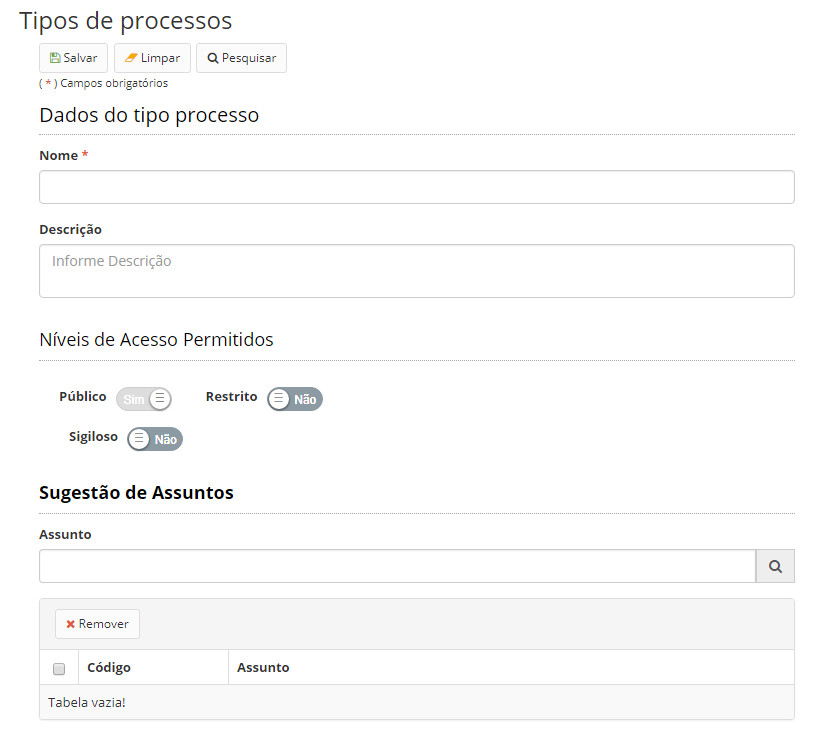 Tipos de processos
Salvar Limpar Pesquisar
( * ) Campos obrigatórios
Dados do tipo processo
Nome *
Descrição
Informe Descrição
Níveis de Acesso Permitidos
Público Sim Restrito Não
Sigiloso Não
Sugestão de Assuntos
Assunto
Remover
Código Assunto
Tabela vazia!